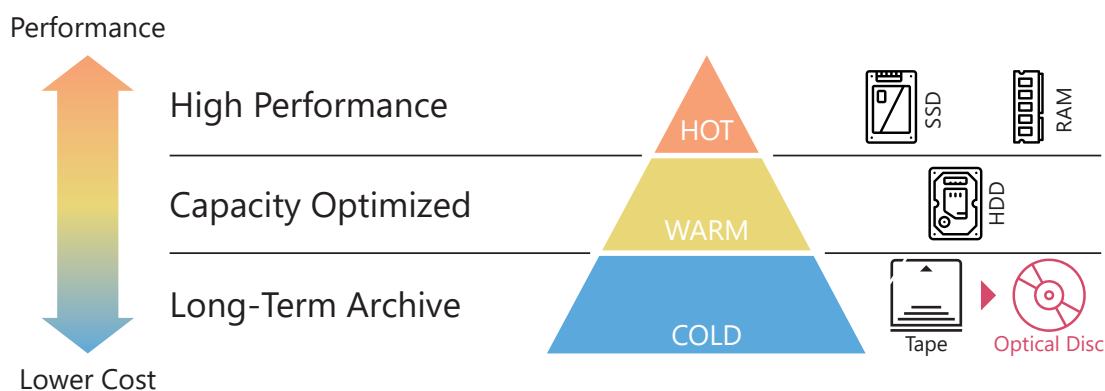 Performance
High Performance
HOT
SSD
RAM
Capacity Optimized
WARM
HDD
Long-Term Archive
COLD
Tape
Optical Disc
Lower Cost